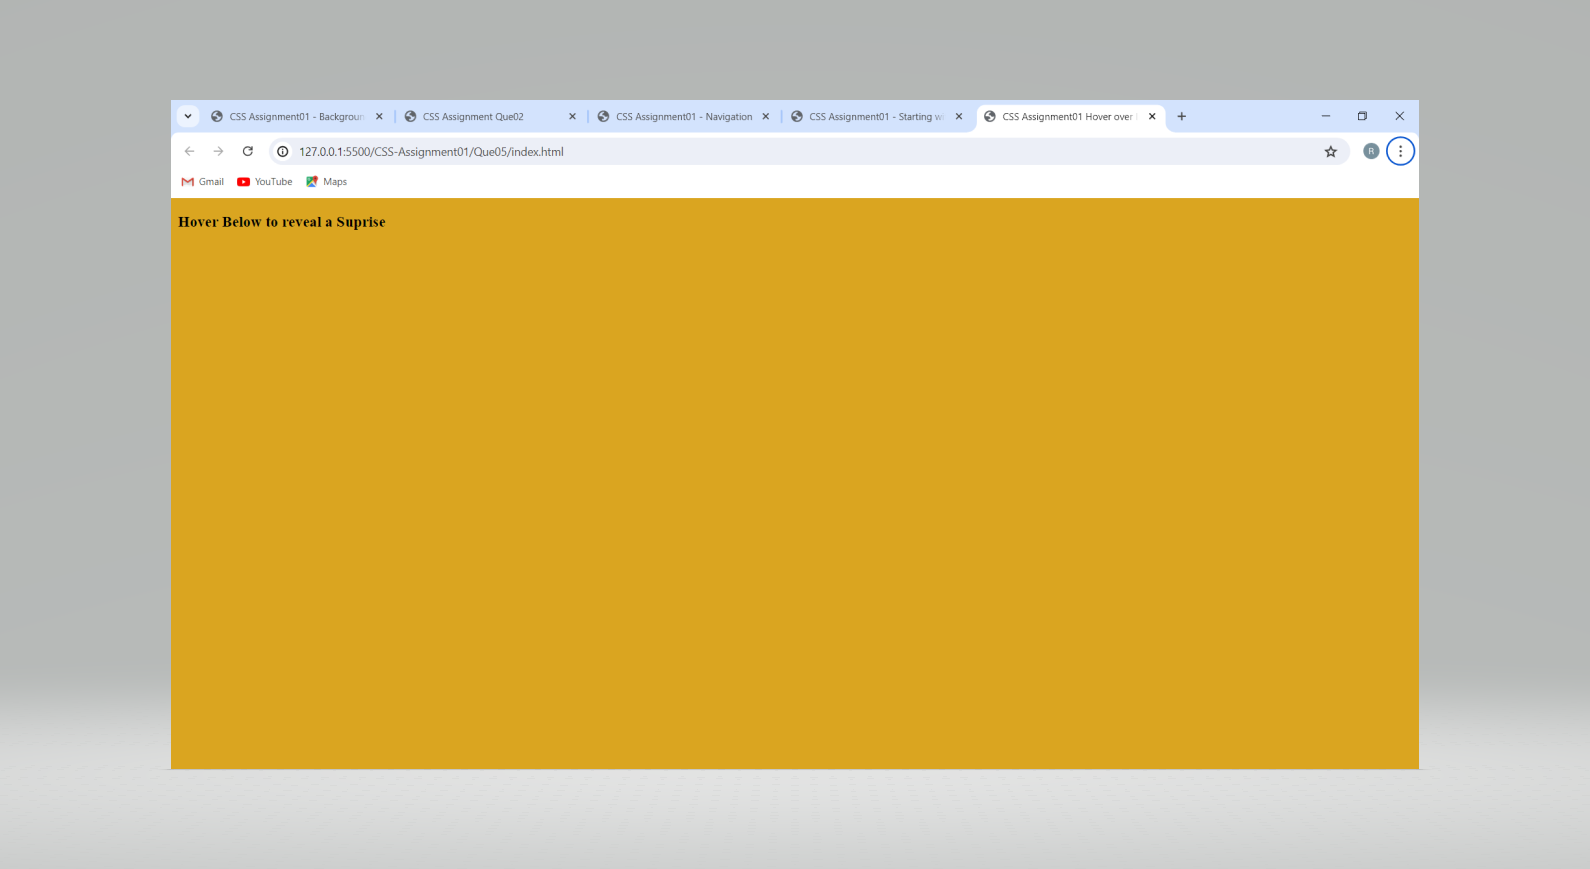 CSS Assignment01 - Backgroun
CSS Assignment Que02
CSS Assignment01 - Navigation
CSS Assignment01 - Starting wi
CSS Assignment01 Hover over
127.0.0.1:5500/CSS-Assignment01/Que05/index.html
R
Gmail
YouTube
Maps
Hover Below to reveal a Suprise